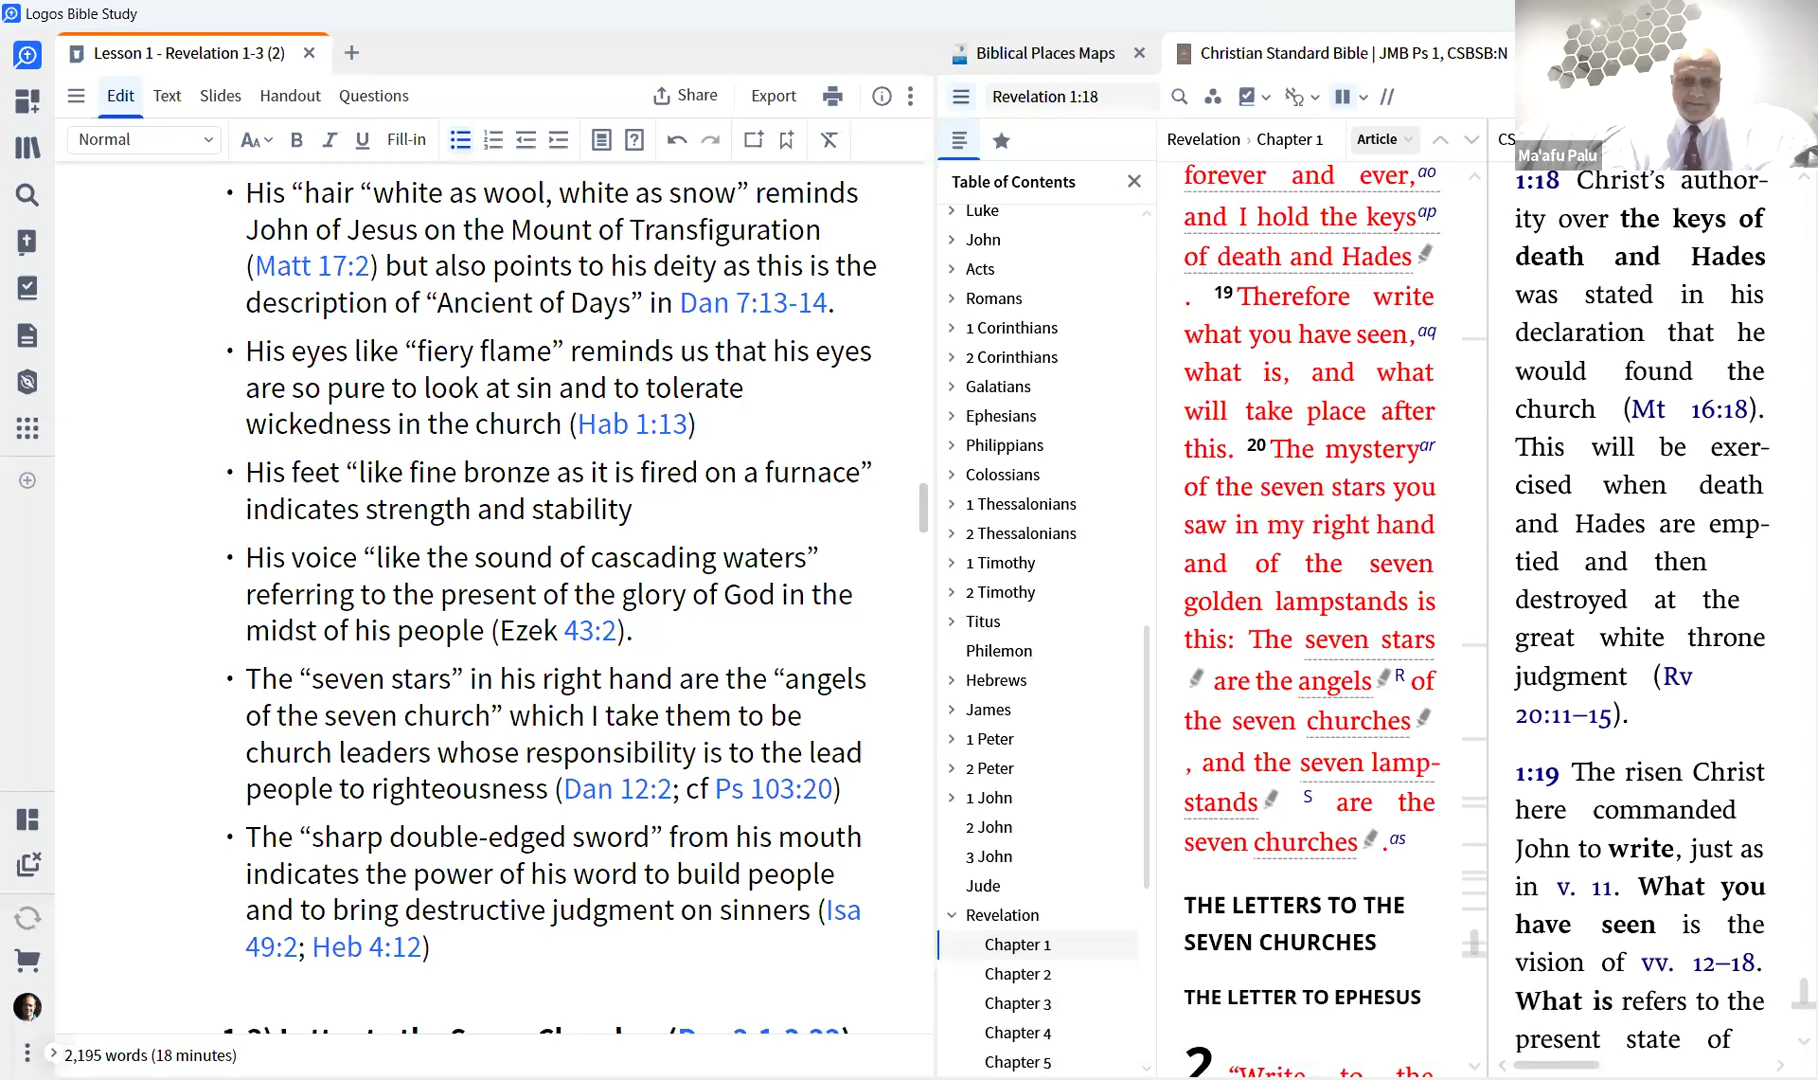 Logos Bible Study
Lesson 1 - Revelation 1-3 (2)
Edit Text Slides Handout Questions
Share Export
Normal
Fill-in
• His “hair “white as wool, white as snow” reminds
John of Jesus on the Mount of Transfiguration
(Matt 17:2) but also points to his deity as this is the
description of “Ancient of Days” in Dan 7:13-14.
• His eyes like “fiery flame” reminds us that his eyes
are so pure to look at sin and to tolerate
wickedness in the church (Hab 1:13)
• His feet “like fine bronze as it is fired on a furnace”
indicates strength and stability
• His voice “like the sound of cascading waters”
referring to the present of the glory of God in the
midst of his people (Ezek 43:2).
• The “seven stars” in his right hand are the “angels
of the seven church” which I take them to be
church leaders whose responsibility is to the lead
people to righteousness (Dan 12:2; cf Ps 103:20)
• The “sharp double-edged sword” from his mouth
indicates the power of his word to build people
and to bring destructive judgment on sinners (Isa
49:2; Heb 4:12)
2,195 words (18 minutes)
Biblical Places Maps
Christian Standard Bible | JMB Ps 1, CSBSB:N
Revelation 1:18
Revelation › Chapter 1
Article
CS
Table of Contents
Luke
John
Acts
Romans
1 Corinthians
2 Corinthians
Galatians
Ephesians
Philippians
Colossians
1 Thessalonians
2 Thessalonians
1 Timothy
2 Timothy
Titus
Philemon
Hebrews
James
1 Peter
2 Peter
1 John
2 John
3 John
Jude
Revelation
Chapter 1
Chapter 2
Chapter 3
Chapter 4
Chapter 5
forever and ever,ao
and I hold the keysap
of death and Hades
. 19 Therefore write
what you have seen,aq
what is, and what
will take place after
this. 20 The mysteryar
of the seven stars you
saw in my right hand
and of the seven
golden lampstands is
this: The seven stars
are the angels R of
the seven churches
, and the seven lamp-
stands S are the
seven churches .as
THE LETTERS TO THE
SEVEN CHURCHES
THE LETTER TO EPHESUS
2 “Write to the
Ma'afu Palu
1:18 Christ’s author-
ity over the keys of
death and Hades
was stated in his
declaration that he
would found the
church (Mt 16:18).
This will be exer-
cised when death
and Hades are emp-
tied and then
destroyed at the
great white throne
judgment (Rv
20:11–15).
1:19 The risen Christ
here commanded
John to write, just as
in v. 11. What you
have seen is the
vision of vv. 12–18.
What is refers to the
present state of